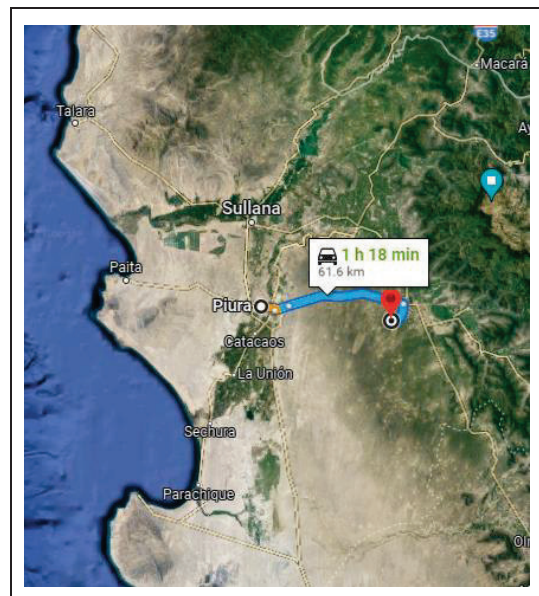 E35
Macará
Talara
Sullana
1 h 18 min
61.6 km
Paita
Piura
Catacaos
La Unión
Sechura
Parachique